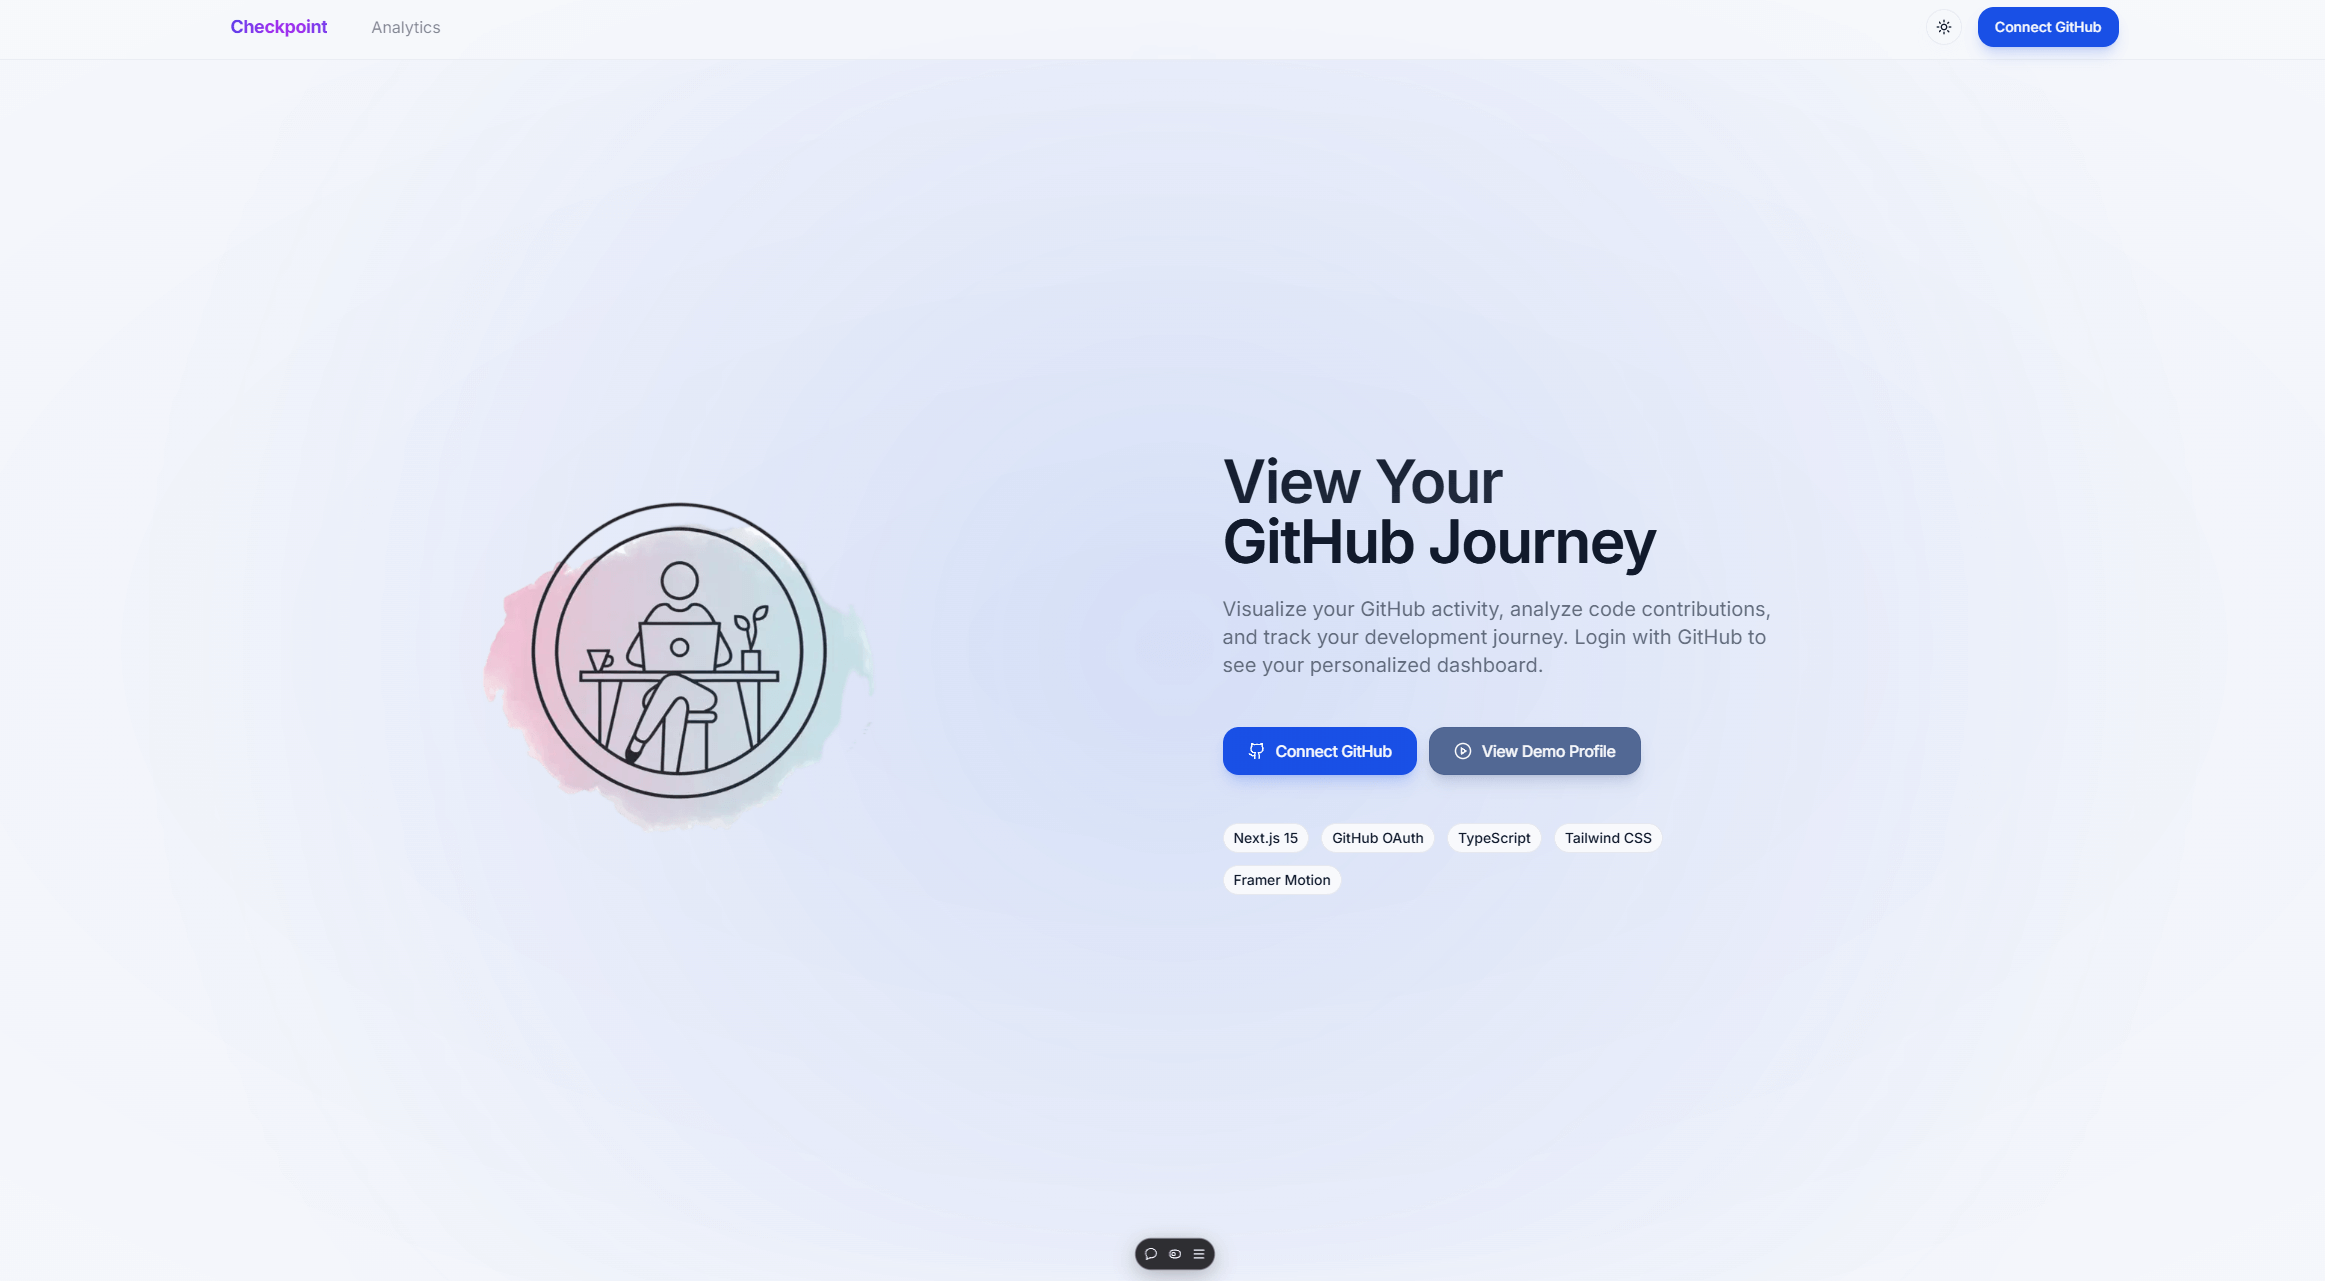 Checkpoint
Analytics
Connect GitHub
View Your
GitHub Journey
Visualize your GitHub activity, analyze code contributions,
and track your development journey. Login with GitHub to
see your personalized dashboard.
Connect GitHub
View Demo Profile
Next.js 15
GitHub OAuth
TypeScript
Tailwind CSS
Framer Motion